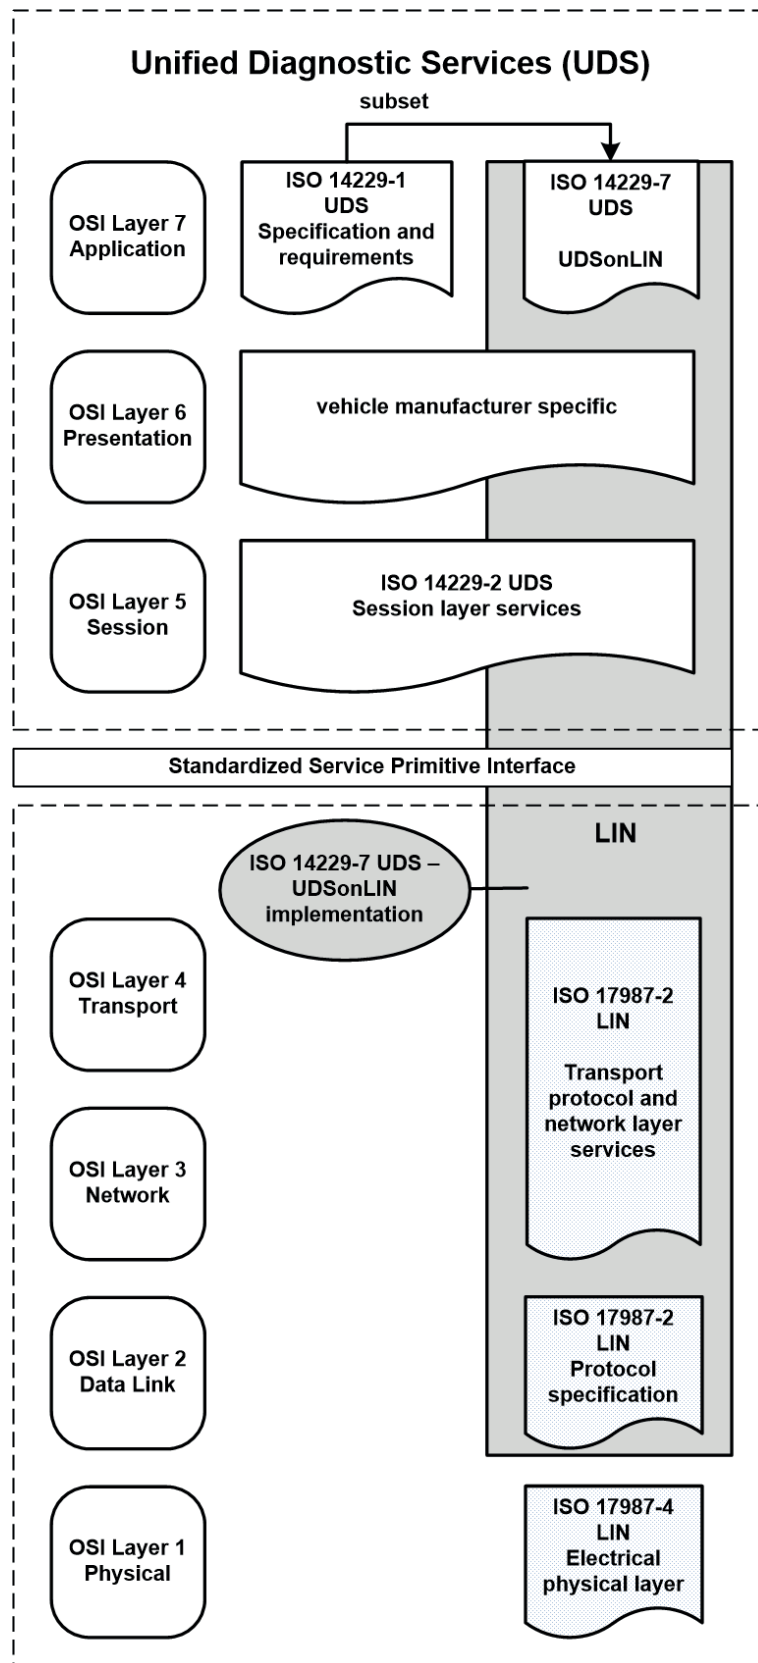 Unified Diagnostic Services (UDS)
subset
OSI Layer 7
Application
ISO 14229-1
UDS
Specification and
requirements
ISO 14229-7
UDS
UDSonLIN
OSI Layer 6
Presentation
vehicle manufacturer specific
OSI Layer 5
Session
ISO 14229-2 UDS
Session layer services
Standardized Service Primitive Interface
LIN
ISO 14229-7 UDS –
UDSonLIN
implementation
OSI Layer 4
Transport
ISO 17987-2
LIN
Transport
protocol and
network layer
services
OSI Layer 3
Network
OSI Layer 2
Data Link
ISO 17987-2
LIN
Protocol
specification
OSI Layer 1
Physical
ISO 17987-4
LIN
Electrical
physical layer